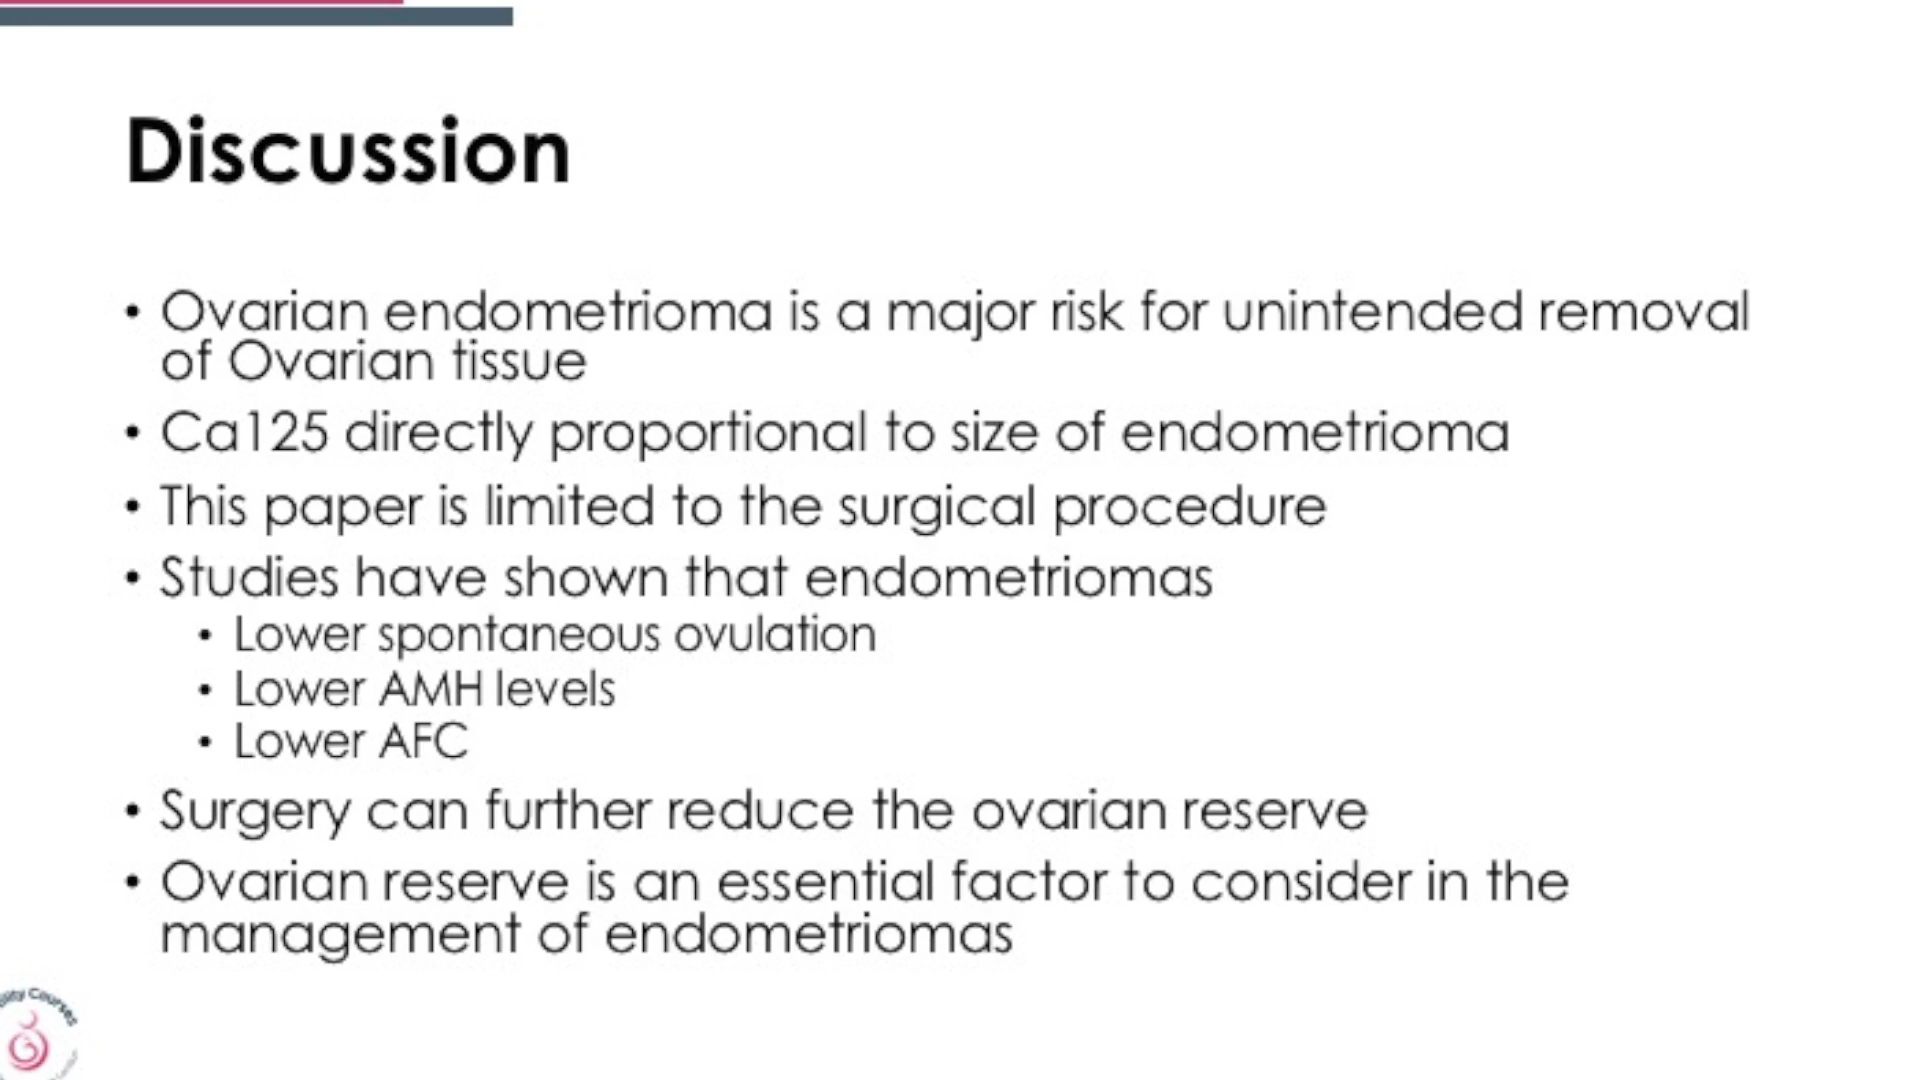 Discussion
• Ovarian endometrioma is a major risk for unintended removal
of Ovarian tissue
• Ca125 directly proportional to size of endometrioma
• This paper is limited to the surgical procedure
• Studies have shown that endometriomas
• Lower spontaneous ovulation
• Lower AMH levels
• Lower AFC
• Surgery can further reduce the ovarian reserve
• Ovarian reserve is an essential factor to consider in the
management of endometriomas
Courses